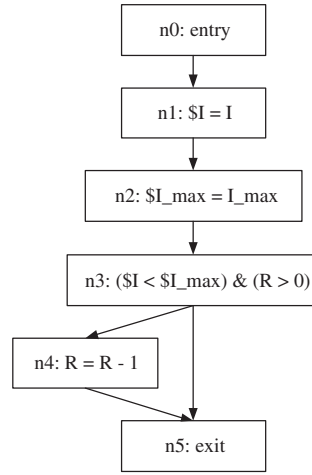 n0: entry
n1: $I = I
n2: $I_max = I_max
n3: ($I < $I_max) & (R > 0)
n4: R = R - 1
n5: exit